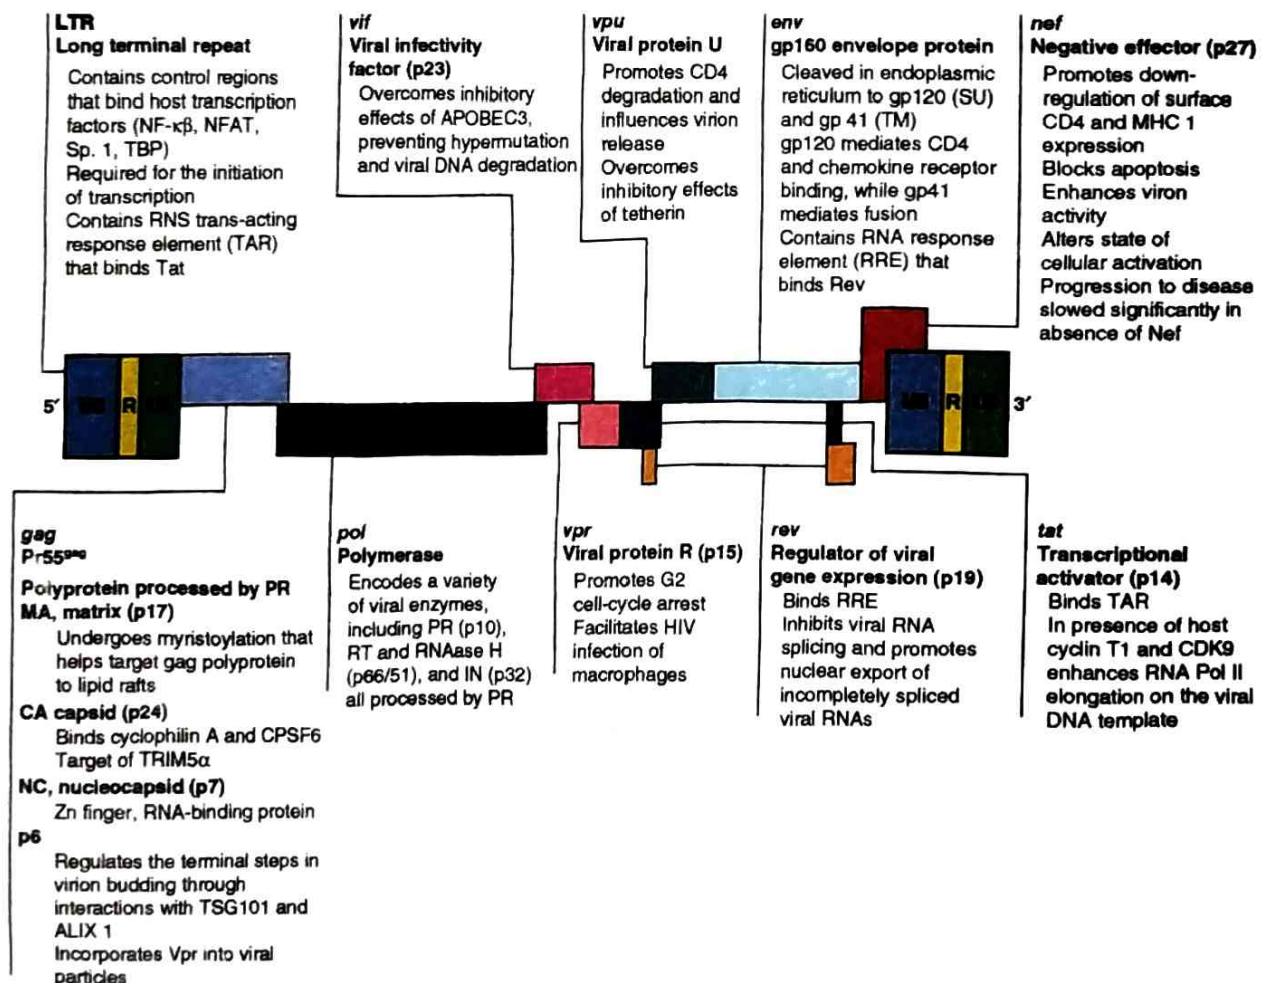 LTR
Long terminal repeat
Contains control regions
that bind host transcription
factors (NF-κβ, NFAT,
Sp. 1, TBP)
Required for the initiation
of transcription
Contains RNS trans-acting
response element (TAR)
that binds Tat
vif
Viral infectivity
factor (p23)
Overcomes inhibitory
effects of APOBEC3,
preventing hypermutation
and viral DNA degradation
vpu
Viral protein U
Promotes CD4
degradation and
influences virion
release
Overcomes
inhibitory effects
of tetherin
env
gp160 envelope protein
Cleaved in endoplasmic
reticulum to gp120 (SU)
and gp 41 (TM)
gp120 mediates CD4
and chemokine receptor
binding, while gp41
mediates fusion
Contains RNA response
element (RRE) that
binds Rev
nef
Negative effector (p27)
Promotes down-
regulation of surface
CD4 and MHC 1
expression
Blocks apoptosis
Enhances viron
activity
Alters state of
cellular activation
Progression to disease
slowed significantly in
absence of Nef
5′ R R 3′
gag
Pr55gag
Polyprotein processed by PR
MA, matrix (p17)
Undergoes myristoylation that
helps target gag polyprotein
to lipid rafts
CA capsid (p24)
Binds cyclophilin A and CPSF6
Target of TRIM5α
NC, nucleocapsid (p7)
Zn finger, RNA-binding protein
p6
Regulates the terminal steps in
virion budding through
interactions with TSG101 and
ALIX 1
Incorporates Vpr into viral
particles
pol
Polymerase
Encodes a variety
of viral enzymes,
including PR (p10),
RT and RNAase H
(p66/51), and IN (p32)
all processed by PR
vpr
Viral protein R (p15)
Promotes G2
cell-cycle arrest
Facilitates HIV
infection of
macrophages
rev
Regulator of viral
gene expression (p19)
Binds RRE
Inhibits viral RNA
splicing and promotes
nuclear export of
incompletely spliced
viral RNAs
tat
Transcriptional
activator (p14)
Binds TAR
In presence of host
cyclin T1 and CDK9
enhances RNA Pol II
elongation on the viral
DNA template